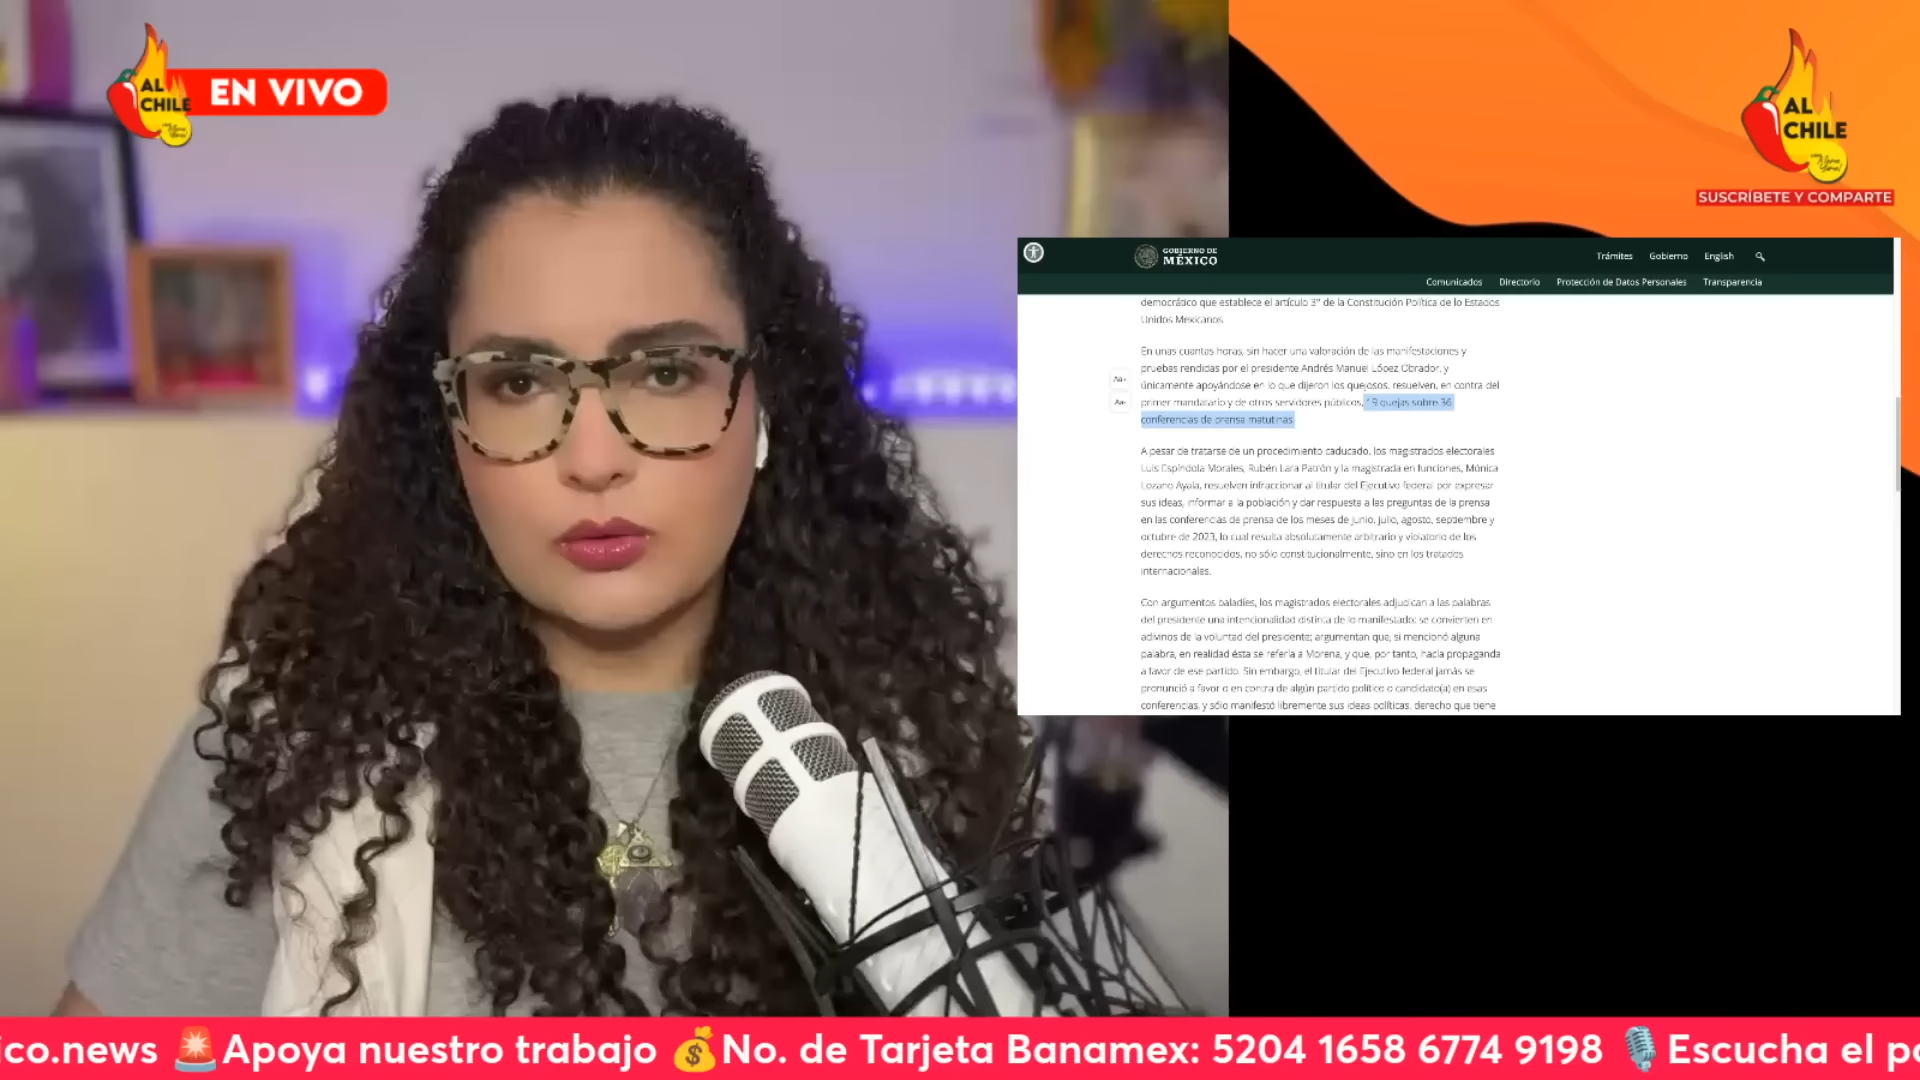 AL
CHILE
EN VIVO
AL
CHILE
SUSCRÍBETE Y COMPARTE
GOBIERNO DE
MÉXICO
Trámites Gobierno English
Comunicados Directorio Protección de Datos Personales Transparencia
democrático que establece el artículo 3° de la Constitución Política de lo Estados
Unidos Mexicanos.
En unas cuantas horas, sin hacer una valoración de las manifestaciones y
pruebas rendidas por el presidente Andrés Manuel López Obrador, y
únicamente apoyándose en lo que dijeron los quejosos, resuelven, en contra del
primer mandatario y de otros servidores públicos, 19 quejas sobre 36
conferencias de prensa matutinas.
A pesar de tratarse de un procedimiento caducado, los magistrados electorales
Luis Espíndola Morales, Rubén Lara Patrón y la magistrada en funciones, Mónica
Lozano Ayala, resuelven infraccionar al titular del Ejecutivo federal por expresar
sus ideas, informar a la población y dar respuesta a las preguntas de la prensa
en las conferencias de prensa de los meses de junio, julio, agosto, septiembre y
octubre de 2023, lo cual resulta absolutamente arbitrario y violatorio de los
derechos reconocidos, no sólo constitucionalmente, sino en los tratados
internacionales.
Con argumentos baladíes, los magistrados electorales adjudican a las palabras
del presidente una intencionalidad distinta de lo manifestado; se convierten en
adivinos de la voluntad del presidente; argumentan que, si mencionó alguna
palabra, en realidad ésta se refería a Morena, y que, por tanto, hacía propaganda
a favor de ese partido. Sin embargo, el titular del Ejecutivo federal jamás se
pronunció a favor o en contra de algún partido político o candidato(a) en esas
conferencias, y sólo manifestó libremente sus ideas políticas, derecho que tiene
Aa+
Aa-
ico.news 🚨Apoya nuestro trabajo 💰No. de Tarjeta Banamex: 5204 1658 6774 9198 🎙️Escucha el po